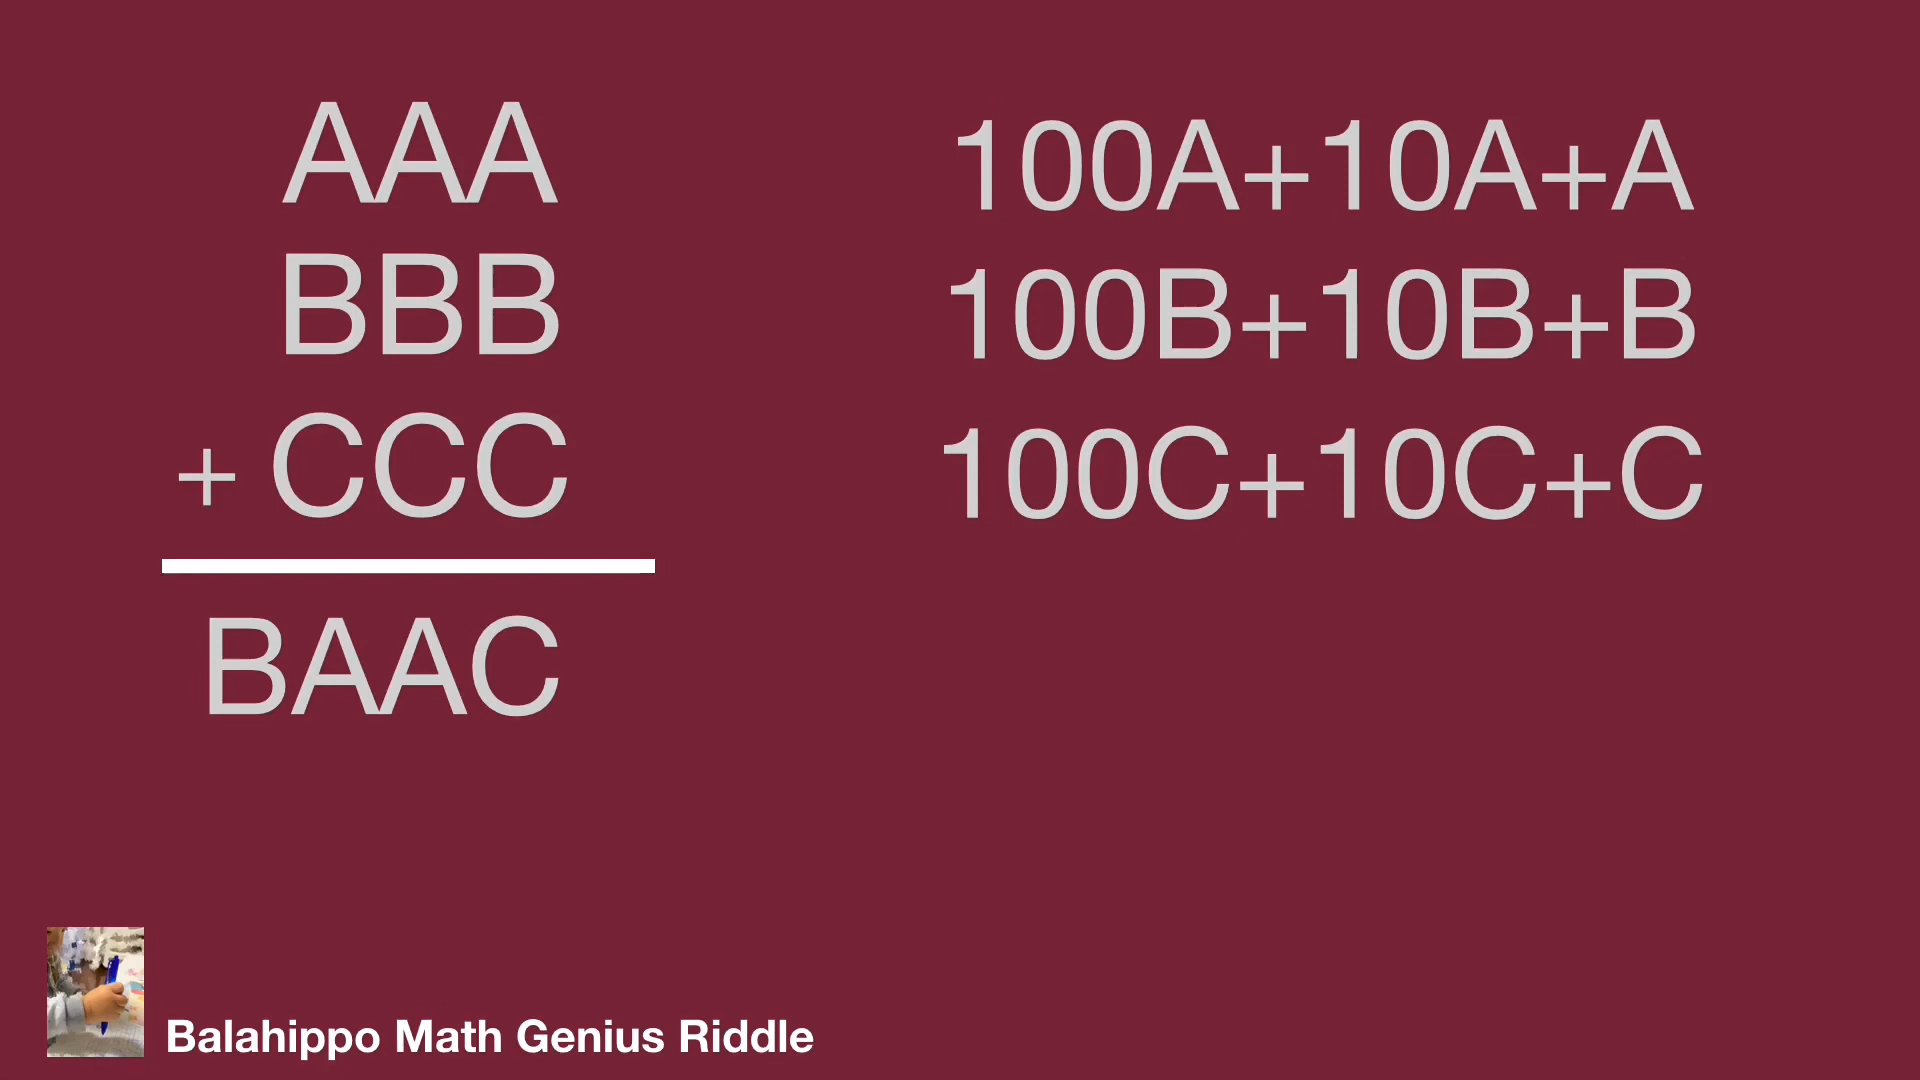 AAA
BBB
+ CCC
BAAC
100A+10A+A
100B+10B+B
100C+10C+C
Balahippo Math Genius Riddle